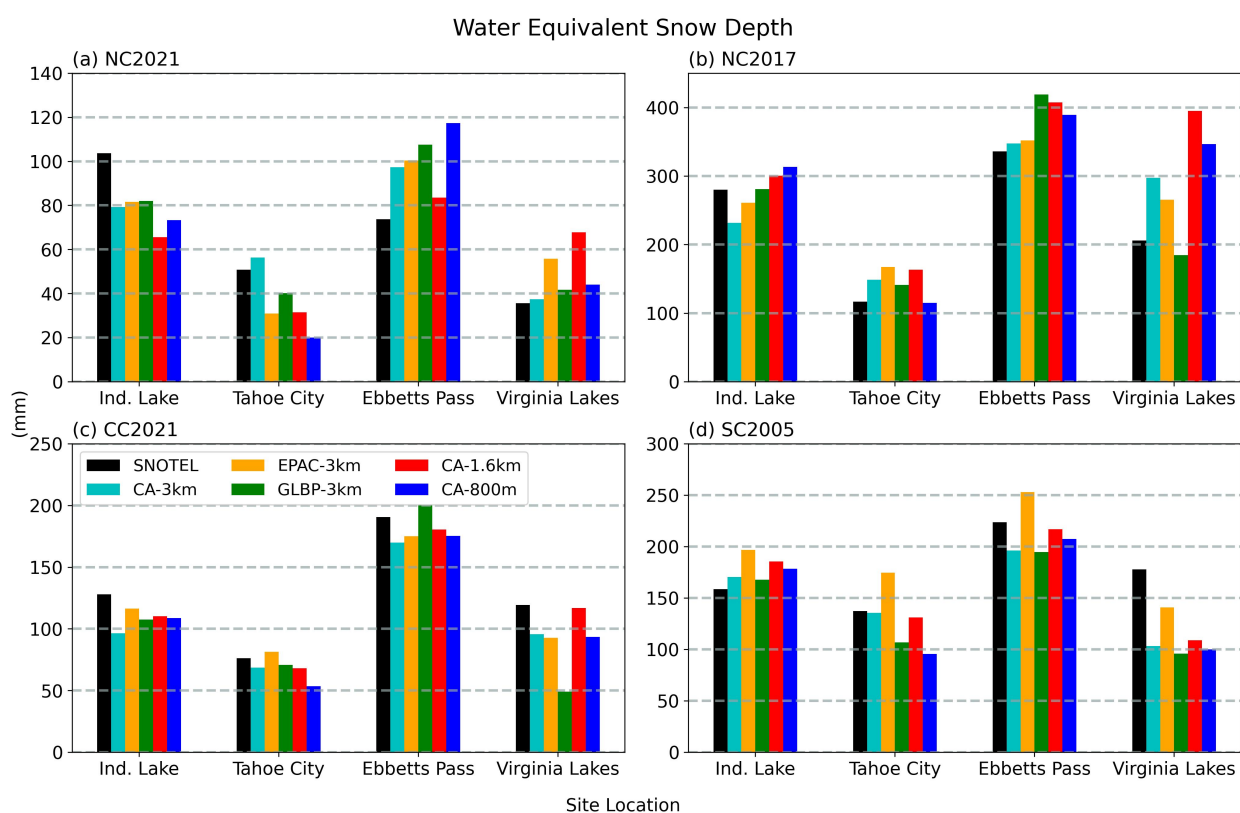 Water Equivalent Snow Depth
(a) NC2021
140
120
100
80
60
40
20
0
Ind. Lake Tahoe City Ebbetts Pass Virginia Lakes
(b) NC2017
400
300
200
100
0
Ind. Lake Tahoe City Ebbetts Pass Virginia Lakes
(mm)
(c) CC2021
250
200
150
100
50
0
SNOTEL EPAC-3km CA-1.6km
CA-3km GLBP-3km CA-800m
Ind. Lake Tahoe City Ebbetts Pass Virginia Lakes
(d) SC2005
300
250
200
150
100
50
0
Ind. Lake Tahoe City Ebbetts Pass Virginia Lakes
Site Location